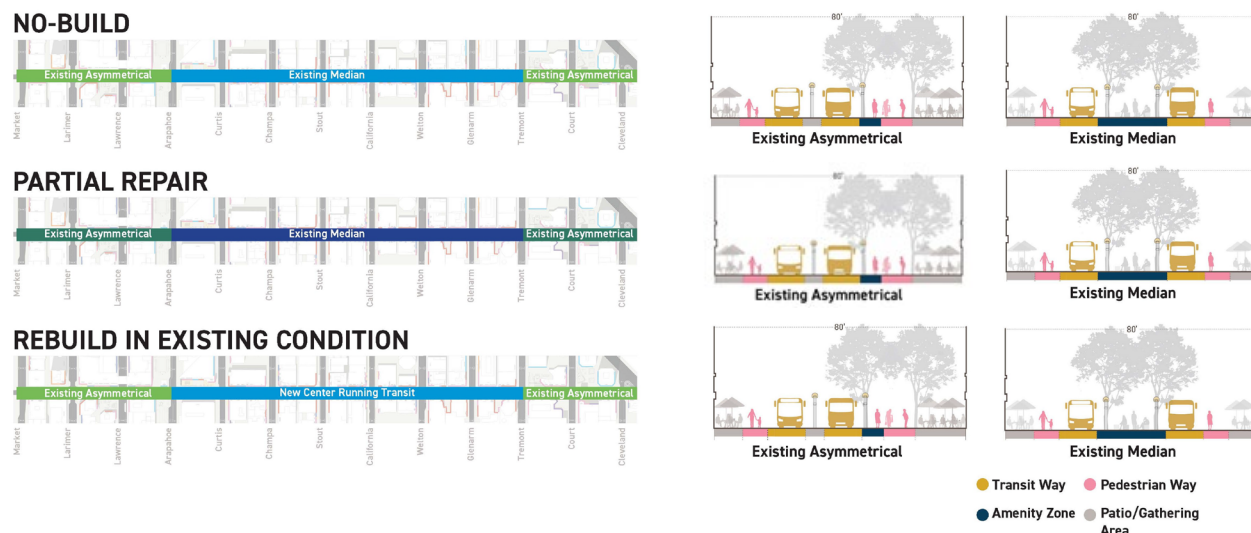 NO-BUILD
Existing Asymmetrical Existing Median Existing Asymmetrical
Market Larimer Lawrence Arapahoe Curtis Champa Stout California Welton Glenarm Tremont Court Cleveland
80' 80'
Existing Asymmetrical Existing Median
PARTIAL REPAIR
Existing Asymmetrical Existing Median Existing Asymmetrical
Market Larimer Lawrence Arapahoe Curtis Champa Stout California Welton Glenarm Tremont Court Cleveland
80' 80'
Existing Asymmetrical Existing Median
REBUILD IN EXISTING CONDITION
Existing Asymmetrical New Center Running Transit Existing Asymmetrical
Market Larimer Lawrence Arapahoe Curtis Champa Stout California Welton Glenarm Tremont Court Cleveland
80' 80'
Existing Asymmetrical Existing Median
Transit Way Pedestrian Way
Amenity Zone Patio/Gathering
Area